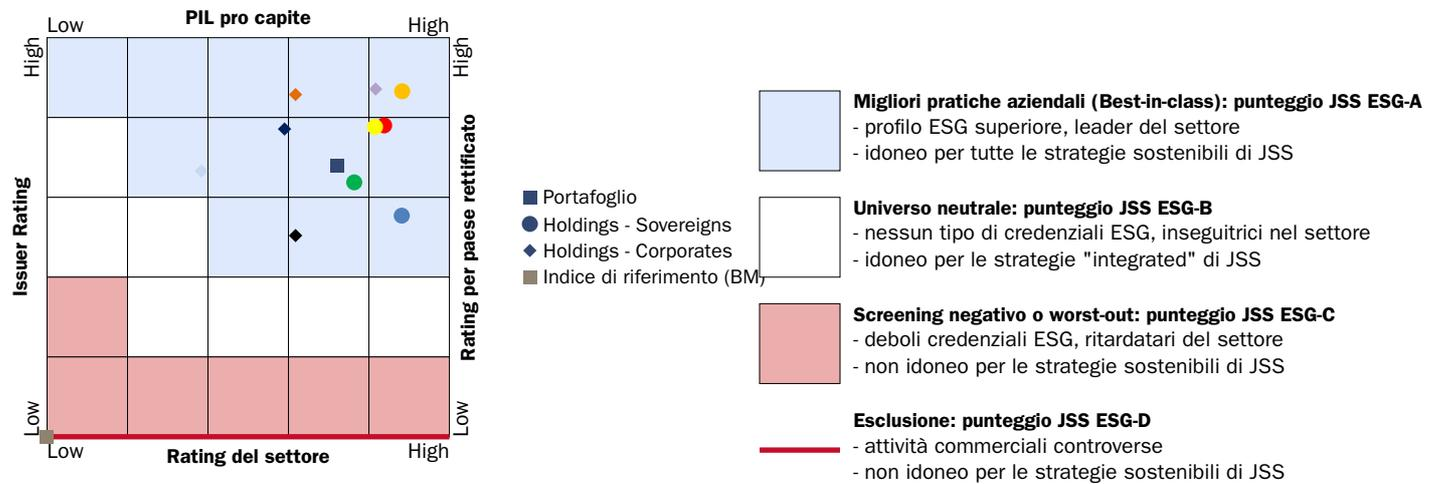 PIL pro capite
Low
High
High
High
Issuer Rating
Rating per paese rettificato
Low
Low
Low
High
Rating del settore
Portafoglio
Holdings - Sovereigns
Holdings - Corporates
Indice di riferimento (BM)
Migliori pratiche aziendali (Best-in-class): punteggio JSS ESG-A
- profilo ESG superiore, leader del settore
- idoneo per tutte le strategie sostenibili di JSS
Universo neutrale: punteggio JSS ESG-B
- nessun tipo di credenziali ESG, inseguitrici nel settore
- idoneo per le strategie "integrated" di JSS
Screening negativo o worst-out: punteggio JSS ESG-C
- deboli credenziali ESG, ritardatari del settore
- non idoneo per le strategie sostenibili di JSS
Esclusione: punteggio JSS ESG-D
- attività commerciali controverse
- non idoneo per le strategie sostenibili di JSS